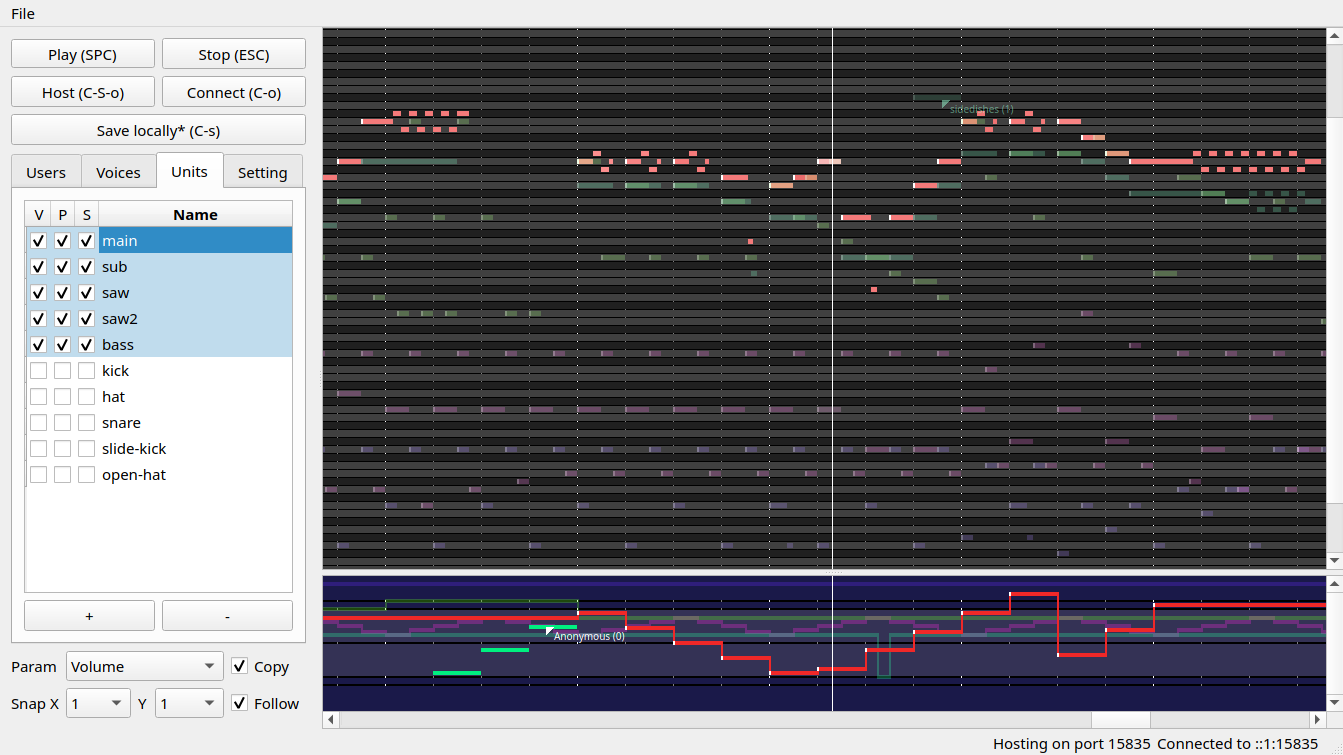 File
Play (SPC) Stop (ESC)
Host (C-S-o) Connect (C-o)
Save locally* (C-s)
Users Voices Units Setting
V P S Name
main
sub
saw
saw2
bass
kick
hat
snare
slide-kick
open-hat
+ -
Param Volume Copy
Snap X 1 Y 1 Follow
sidedishes (1)
Anonymous (0)
Hosting on port 15835 Connected to ::1:15835